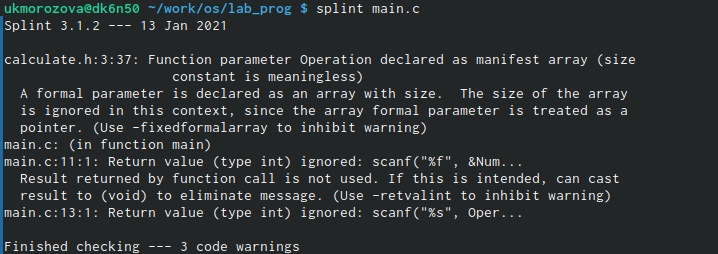 ukmorozova@dk6n50 ~/work/os/lab_prog $ splint main.c
Splint 3.1.2 --- 13 Jan 2021

calculate.h:3:37: Function parameter Operation declared as manifest array (size
                     constant is meaningless)
  A formal parameter is declared as an array with size.  The size of the array
  is ignored in this context, since the array formal parameter is treated as a
  pointer. (Use -fixedformalarray to inhibit warning)
main.c: (in function main)
main.c:11:1: Return value (type int) ignored: scanf("%f", &Num...
  Result returned by function call is not used. If this is intended, can cast
  result to (void) to eliminate message. (Use -retvalint to inhibit warning)
main.c:13:1: Return value (type int) ignored: scanf("%s", Oper...

Finished checking --- 3 code warnings